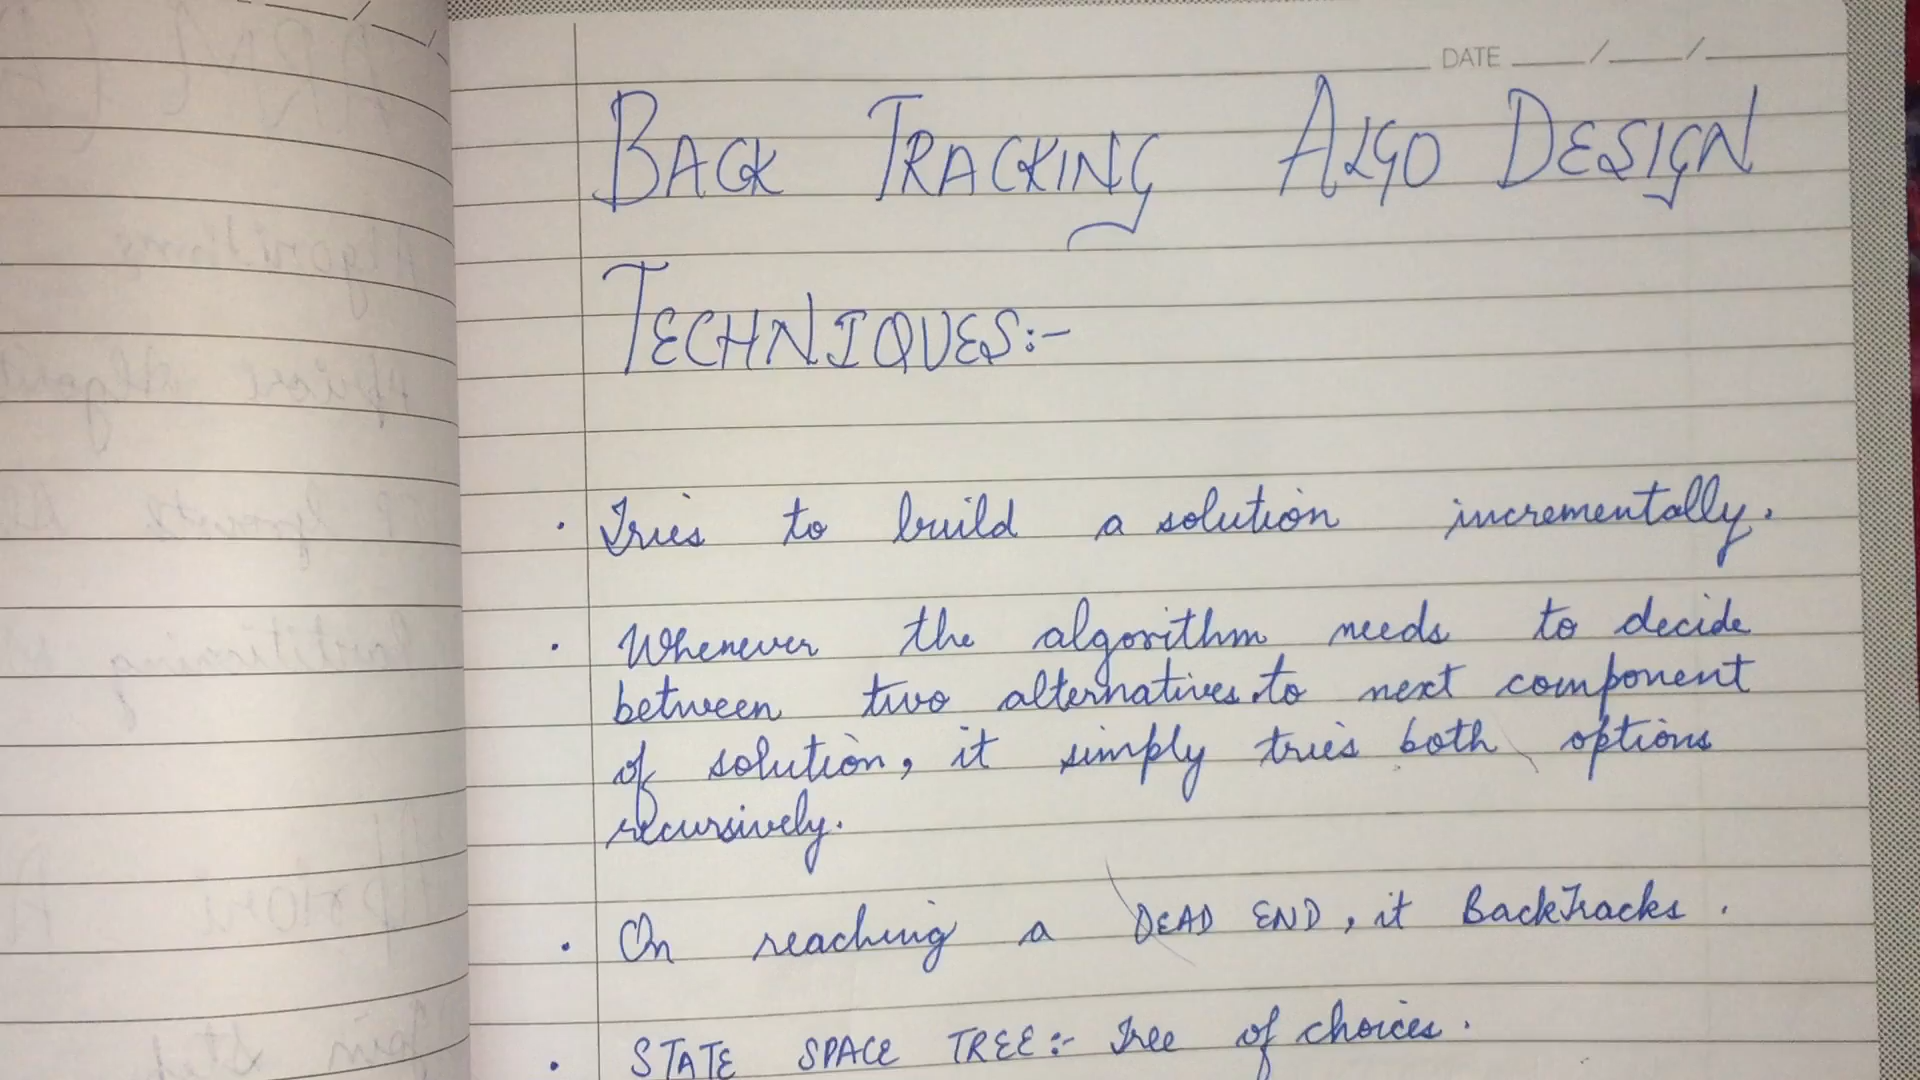 DATE
BACK TRACKING ALGO DESIGN
TECHNIQUES:-
· Tries to build a solution incrementally.
· Whenever the algorithm needs to decide
between two alternatives to next component
of solution, it simply tries both options
recursively.
· On reaching a DEAD END, it BackTracks.
· STATE SPACE TREE:- Tree of choices.